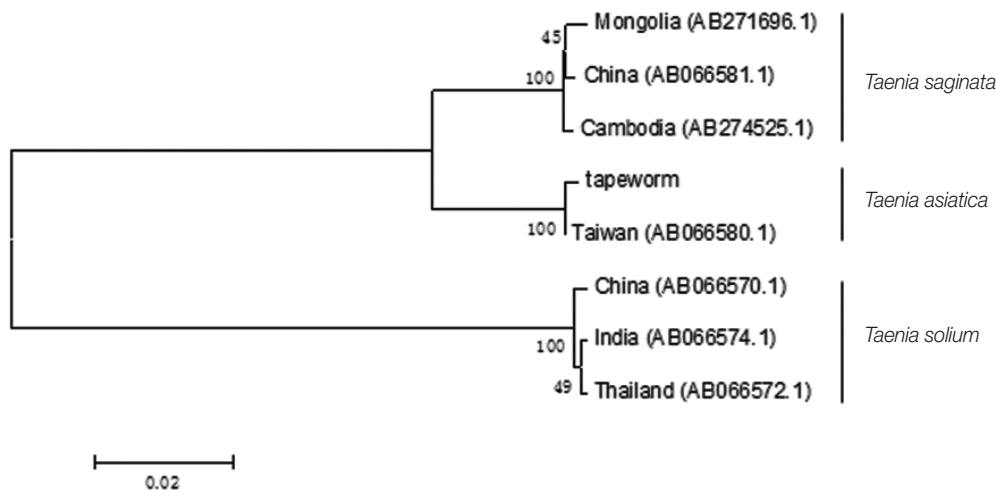 Mongolia (AB271696.1)
45
China (AB066581.1)
100
Taenia saginata
Cambodia (AB274525.1)
tapeworm
Taenia asiatica
100
Taiwan (AB066580.1)
China (AB066570.1)
India (AB066574.1)
Taenia solium
100
49
Thailand (AB066572.1)
0.02